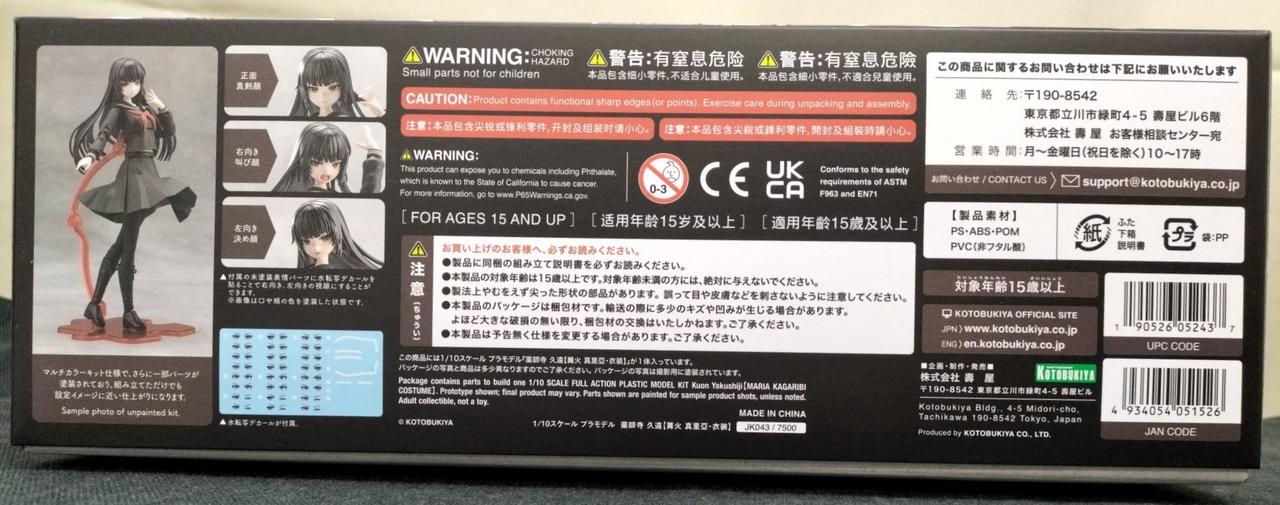 マルチカラーキット仕様で、さらに一部パーツが
塗装されており、組み立てただけでも
設定イメージに近い仕上がりになります。
Sample photo of unpainted kit.
正面
真剣顔
右向き
叫び顔
左向き
決め顔
▲付属の未塗装表情パーツに水転写デカールを
貼ることで右向き、左向きの視線にすることが
できます。
※画像は口や頬の色を塗装した状態です。
▲水転写デカールが付属。
WARNING: CHOKING HAZARD
Small parts not for children
警告:有窒息危险
本品包含细小零件,不适合儿童使用。
警告:有窒息危險
本品包含細小零件,不適合兒童使用。
CAUTION:Product contains functional sharp edges(or points). Exercise care during unpacking and assembly.
注意:本品包含尖锐或锋利零件,开封及组装时请小心。
注意:本品包含尖銳或鋒利零件,開封及組裝時請小心。
WARNING:
This product can expose you to chemicals including Phthalate,
which is known to the State of California to cause cancer.
For more information, go to www.P65Warnings.ca.gov.
0-3
CE
UK
CA
Conforms to the safety
requirements of ASTM
F963 and EN71
[ FOR AGES 15 AND UP ]
[ 适用年龄15岁及以上 ]
[ 適用年齡15歲及以上 ]
注意(ちゅうい)
お買い上げのお客様へ、必ずお読みください。
●製品に同梱の組み立て説明書を必ずお読みください。
●本製品の対象年齢は15歳以上です。対象年齢未満の方には、絶対に与えないでください。
●製法上やむをえず尖った形状の部品があります。誤って目や皮膚などを刺さないように注意してください。
●本製品のパッケージは梱包材です。輸送の際に多少のキズや凹みが生じる場合があります。
よほど大きな破損の無い限り、梱包材の交換はいたしかねます。ご了承ください。
●本製品は予告無く仕様を変更する場合があります。ご了承ください。
この商品には1/10スケール プラモデル『薬師寺 久遠【篝火 真里亞・衣装】』が1体入っています。
パッケージの写真と商品は多少異なりますのでご了承ください。パッケージの写真は撮影用に塗装されています。
Package contains parts to build one 1/10 SCALE FULL ACTION PLASTIC MODEL KIT Kuon Yakushiji【MARIA KAGARIBI
COSTUME】. Prototype shown; final product may vary. Parts shown are painted for sample product shots, unless noted.
Adult collectible, not a toy.
MADE IN CHINA
© KOTOBUKIYA
1/10スケール プラモデル 薬師寺 久遠【篝火 真里亞・衣装】
JK043 / 7500
この商品に関するお問い合わせは下記にお願いいたします
連絡先:〒190-8542
東京都立川市緑町4-5 壽屋ビル6階
株式会社 壽 屋 お客様相談センター宛
営業時間:月〜金曜日(祝日を除く)10〜17時
お問い合わせ / CONTACT US
support@kotobukiya.co.jp
【製品素材】
PS・ABS・POM
PVC(非フタル酸)
紙
ふた
下箱
説明書
プラ
袋:PP
たいしょうねんれい さいいじょう
対象年齢15歳以上
KOTOBUKIYA OFFICIAL SITE
JPN〉www.kotobukiya.co.jp
ENG〉en.kotobukiya.co.jp
1 90526 05243 7
UPC CODE
■企画・制作・発売■
株式会社 壽 屋
KOTOBUKIYA
〒190-8542 東京都立川市緑町4-5 壽屋ビル
Kotobukiya Bldg., 4-5 Midori-cho,
Tachikawa 190-8542 Tokyo, Japan
Produced by KOTOBUKIYA CO., LTD.
4 934054 051526
JAN CODE